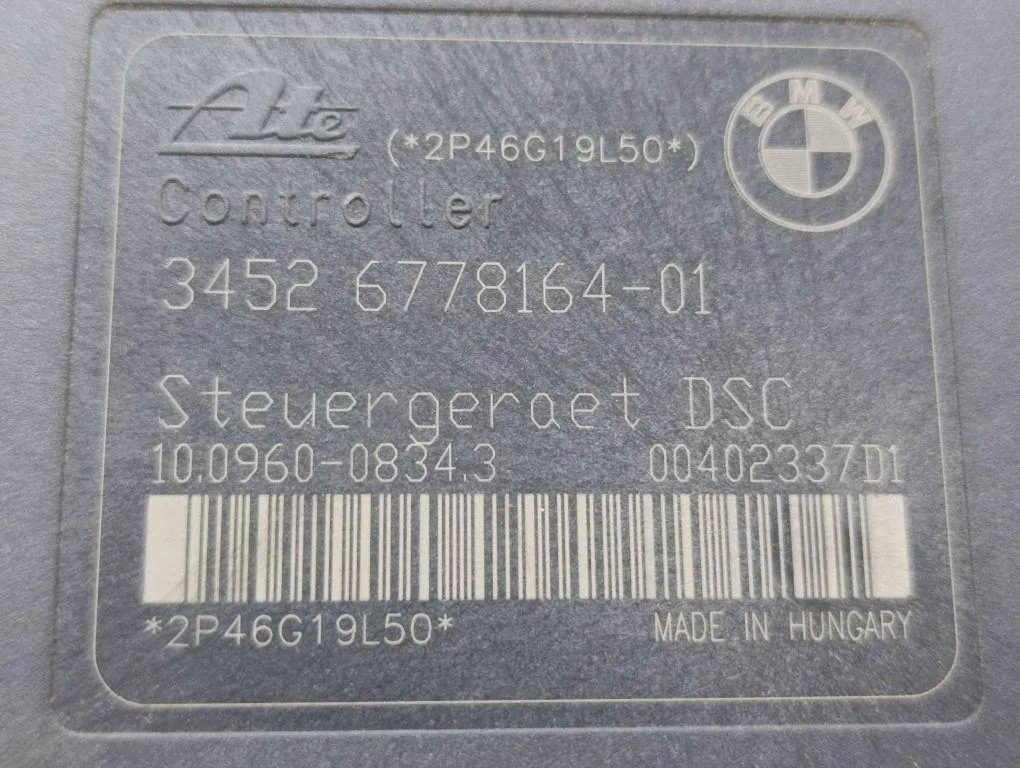 Ate (*2P46G19L50*)
BMW
Controller
3452 6778164-01
Steuergeraet DSC
10.0960-0834.3 00402337D1
*2P46G19L50*
MADE IN HUNGARY